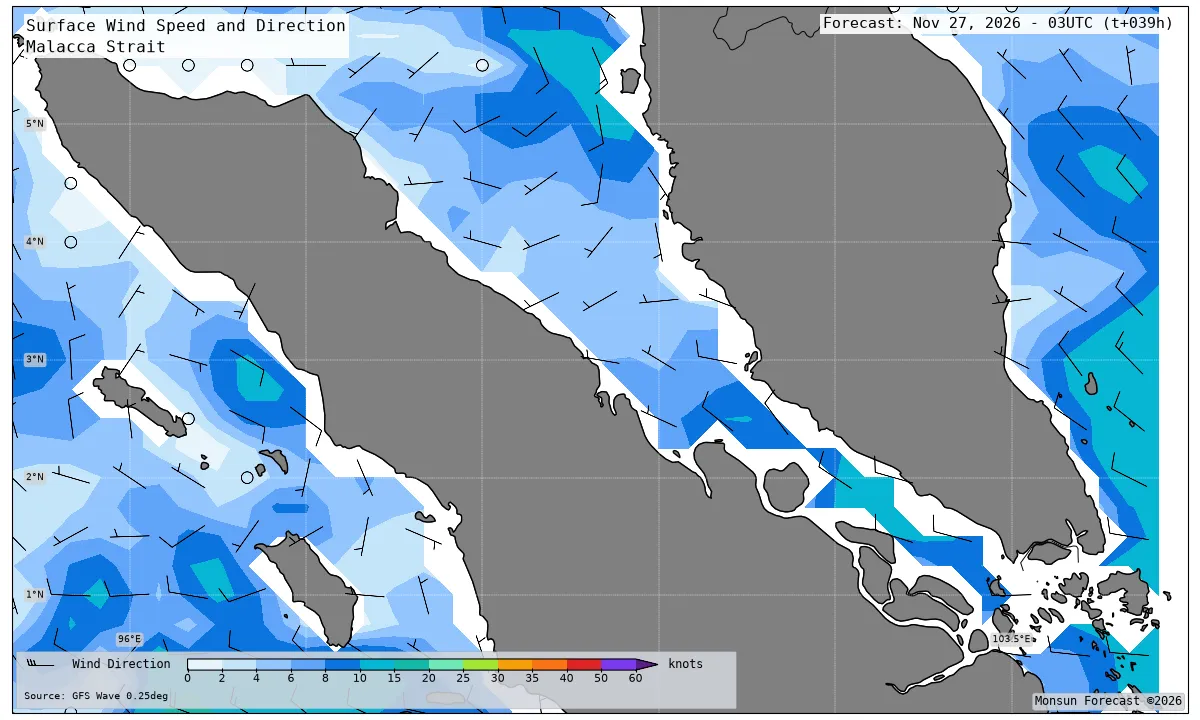 Surface Wind Speed and Direction
Malacca Strait
Forecast: Nov 27, 2026 - 03UTC (t+039h)
5°N
4°N
3°N
2°N
1°N
96°E
103.5°E
Wind Direction
0 2 4 6 8 10 15 20 25 30 35 40 50 60
knots
Source: GFS Wave 0.25deg
Monsun Forecast ©2026